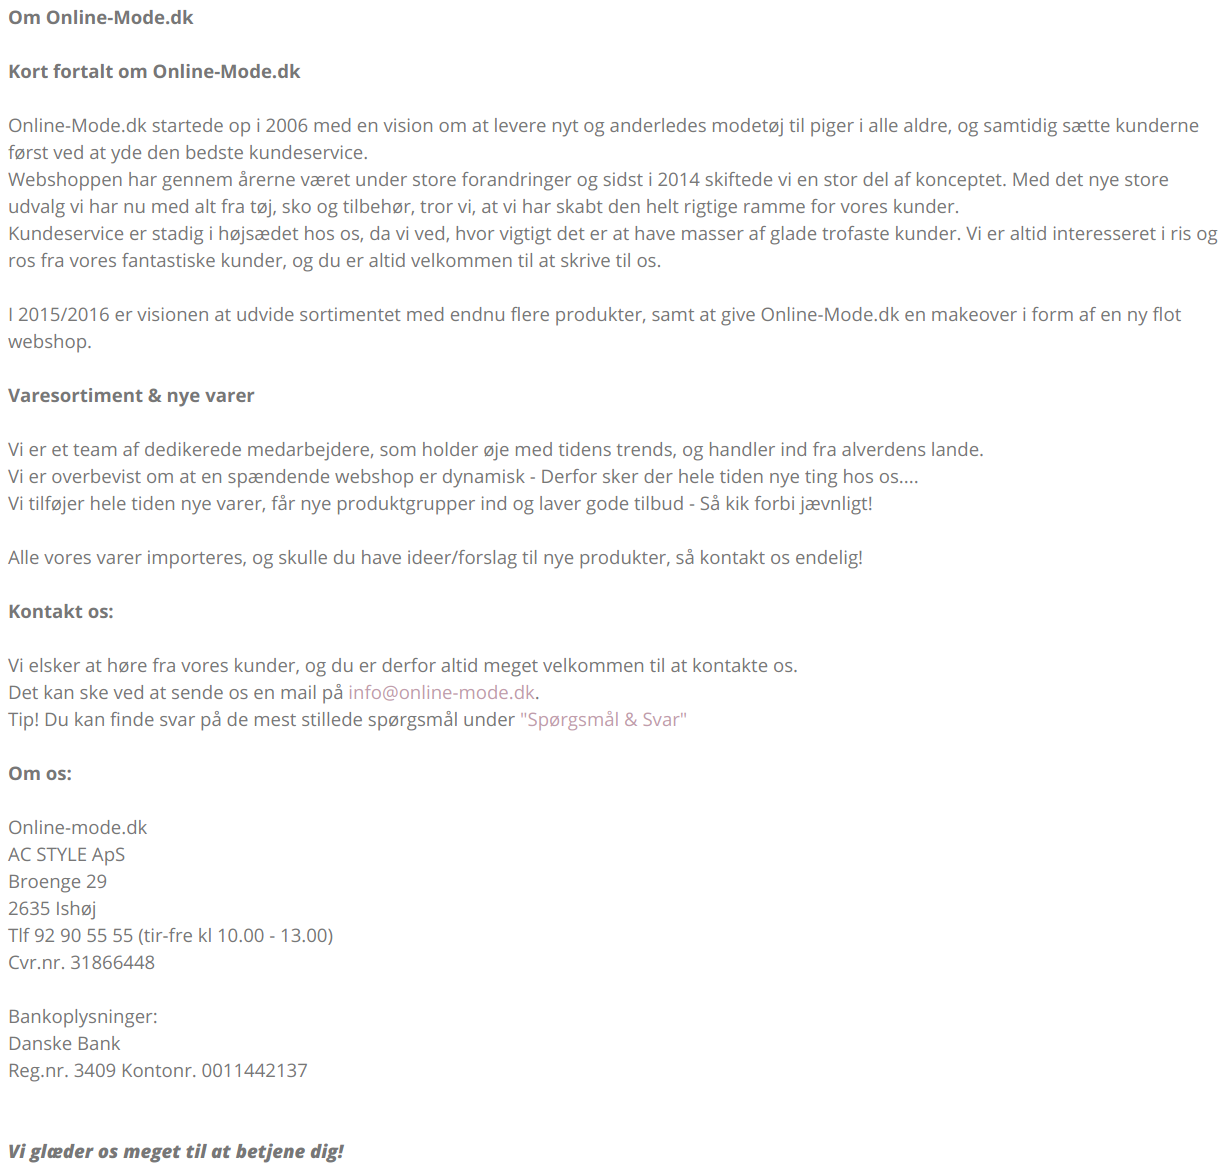 Om Online-Mode.dk
Kort fortalt om Online-Mode.dk
Online-Mode.dk startede op i 2006 med en vision om at levere nyt og anderledes modetøj til piger i alle aldre, og samtidig sætte kunderne
først ved at yde den bedste kundeservice.
Webshoppen har gennem årerne været under store forandringer og sidst i 2014 skiftede vi en stor del af konceptet. Med det nye store
udvalg vi har nu med alt fra tøj, sko og tilbehør, tror vi, at vi har skabt den helt rigtige ramme for vores kunder.
Kundeservice er stadig i højsædet hos os, da vi ved, hvor vigtigt det er at have masser af glade trofaste kunder. Vi er altid interesseret i ris og
ros fra vores fantastiske kunder, og du er altid velkommen til at skrive til os.
I 2015/2016 er visionen at udvide sortimentet med endnu flere produkter, samt at give Online-Mode.dk en makeover i form af en ny flot
webshop.
Varesortiment & nye varer
Vi er et team af dedikerede medarbejdere, som holder øje med tidens trends, og handler ind fra alverdens lande.
Vi er overbevist om at en spændende webshop er dynamisk - Derfor sker der hele tiden nye ting hos os....
Vi tilføjer hele tiden nye varer, får nye produktgrupper ind og laver gode tilbud - Så kik forbi jævnligt!
Alle vores varer importeres, og skulle du have ideer/forslag til nye produkter, så kontakt os endelig!
Kontakt os:
Vi elsker at høre fra vores kunder, og du er derfor altid meget velkommen til at kontakte os.
Det kan ske ved at sende os en mail på info@online-mode.dk.
Tip! Du kan finde svar på de mest stillede spørgsmål under "Spørgsmål & Svar"
Om os:
Online-mode.dk
AC STYLE ApS
Broenge 29
2635 Ishøj
Tlf 92 90 55 55 (tir-fre kl 10.00 - 13.00)
Cvr.nr. 31866448
Bankoplysninger:
Danske Bank
Reg.nr. 3409 Kontonr. 0011442137
Vi glæder os meget til at betjene dig!